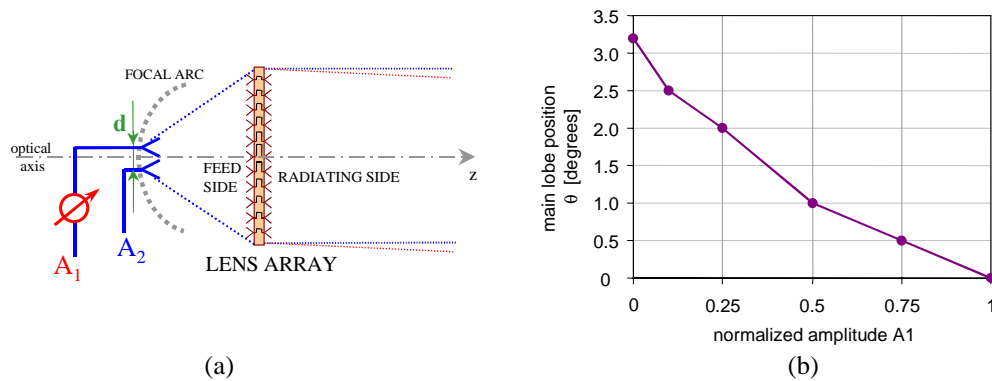 FOCAL ARC
d
optical
axis
z
FEED
SIDE
RADIATING SIDE
A1
A2
LENS ARRAY
(a)
main lobe position
θ [degrees]
3.5
3.0
2.5
2.0
1.5
1.0
0.5
0.0
0 0.25 0.5 0.75 1
normalized amplitude A1
(b)